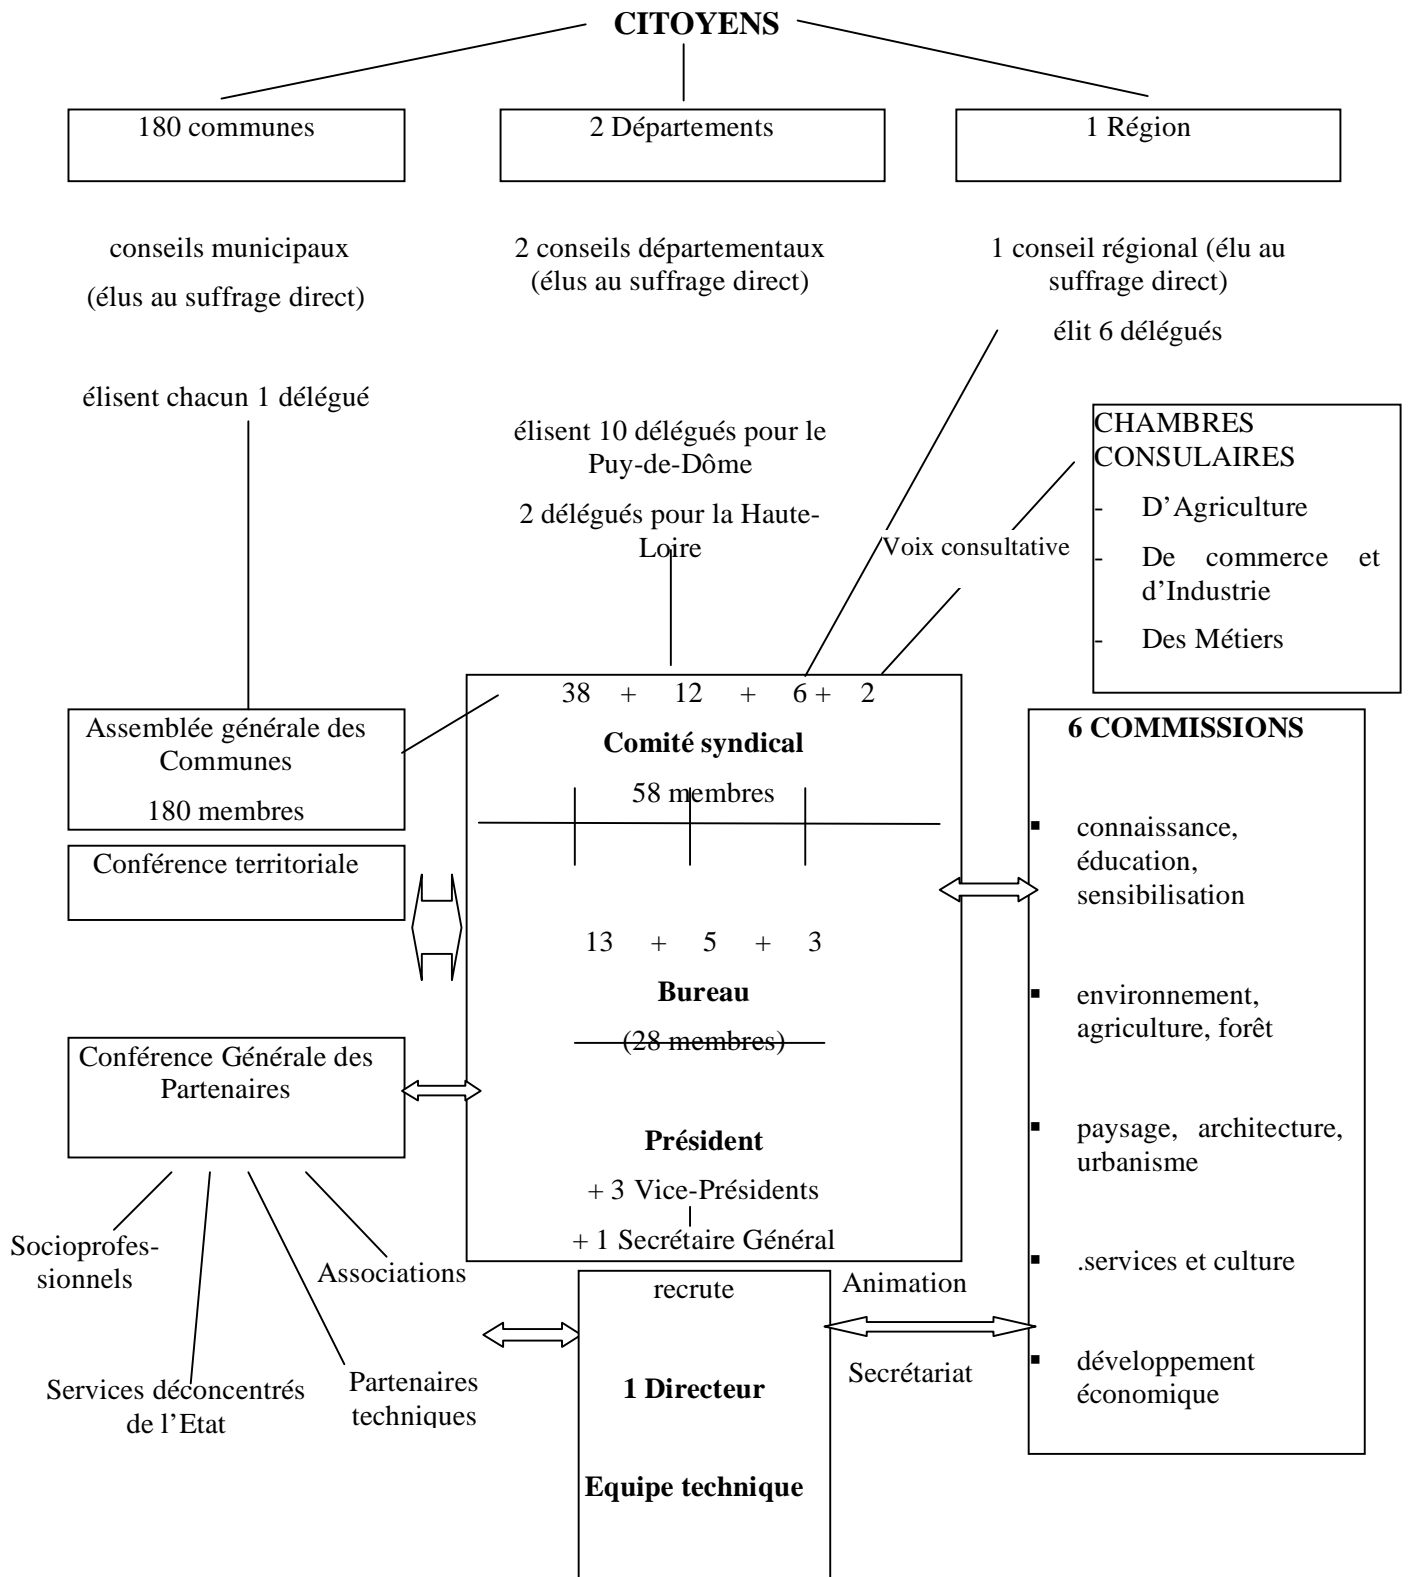 CITOYENS
180 communes
2 Départements
1 Région
conseils municipaux
(élus au suffrage direct)
2 conseils départementaux
(élus au suffrage direct)
1 conseil régional (élu au
suffrage direct)
élit 6 délégués
élisent chacun 1 délégué
élisent 10 délégués pour le
Puy-de-Dôme
2 délégués pour la Haute-
Loire
Voix consultative
CHAMBRES
CONSULAIRES
- D'Agriculture
- De commerce et
d'Industrie
- Des Métiers
38 + 12 + 6 + 2
Comité syndical
58 membres
Assemblée générale des
Communes
180 membres
Conférence territoriale
13 + 5 + 3
Bureau
(28 membres)
Conférence Générale des
Partenaires
Président
+ 3 Vice-Présidents
+ 1 Secrétaire Général
6 COMMISSIONS
▪ connaissance,
éducation,
sensibilisation
▪ environnement,
agriculture, forêt
▪ paysage, architecture,
urbanisme
▪ .services et culture
▪ développement
économique
Socioprofes-
sionnels
Associations
Services déconcentrés
de l'Etat
Partenaires
techniques
recrute
1 Directeur
Equipe technique
Animation
Secrétariat